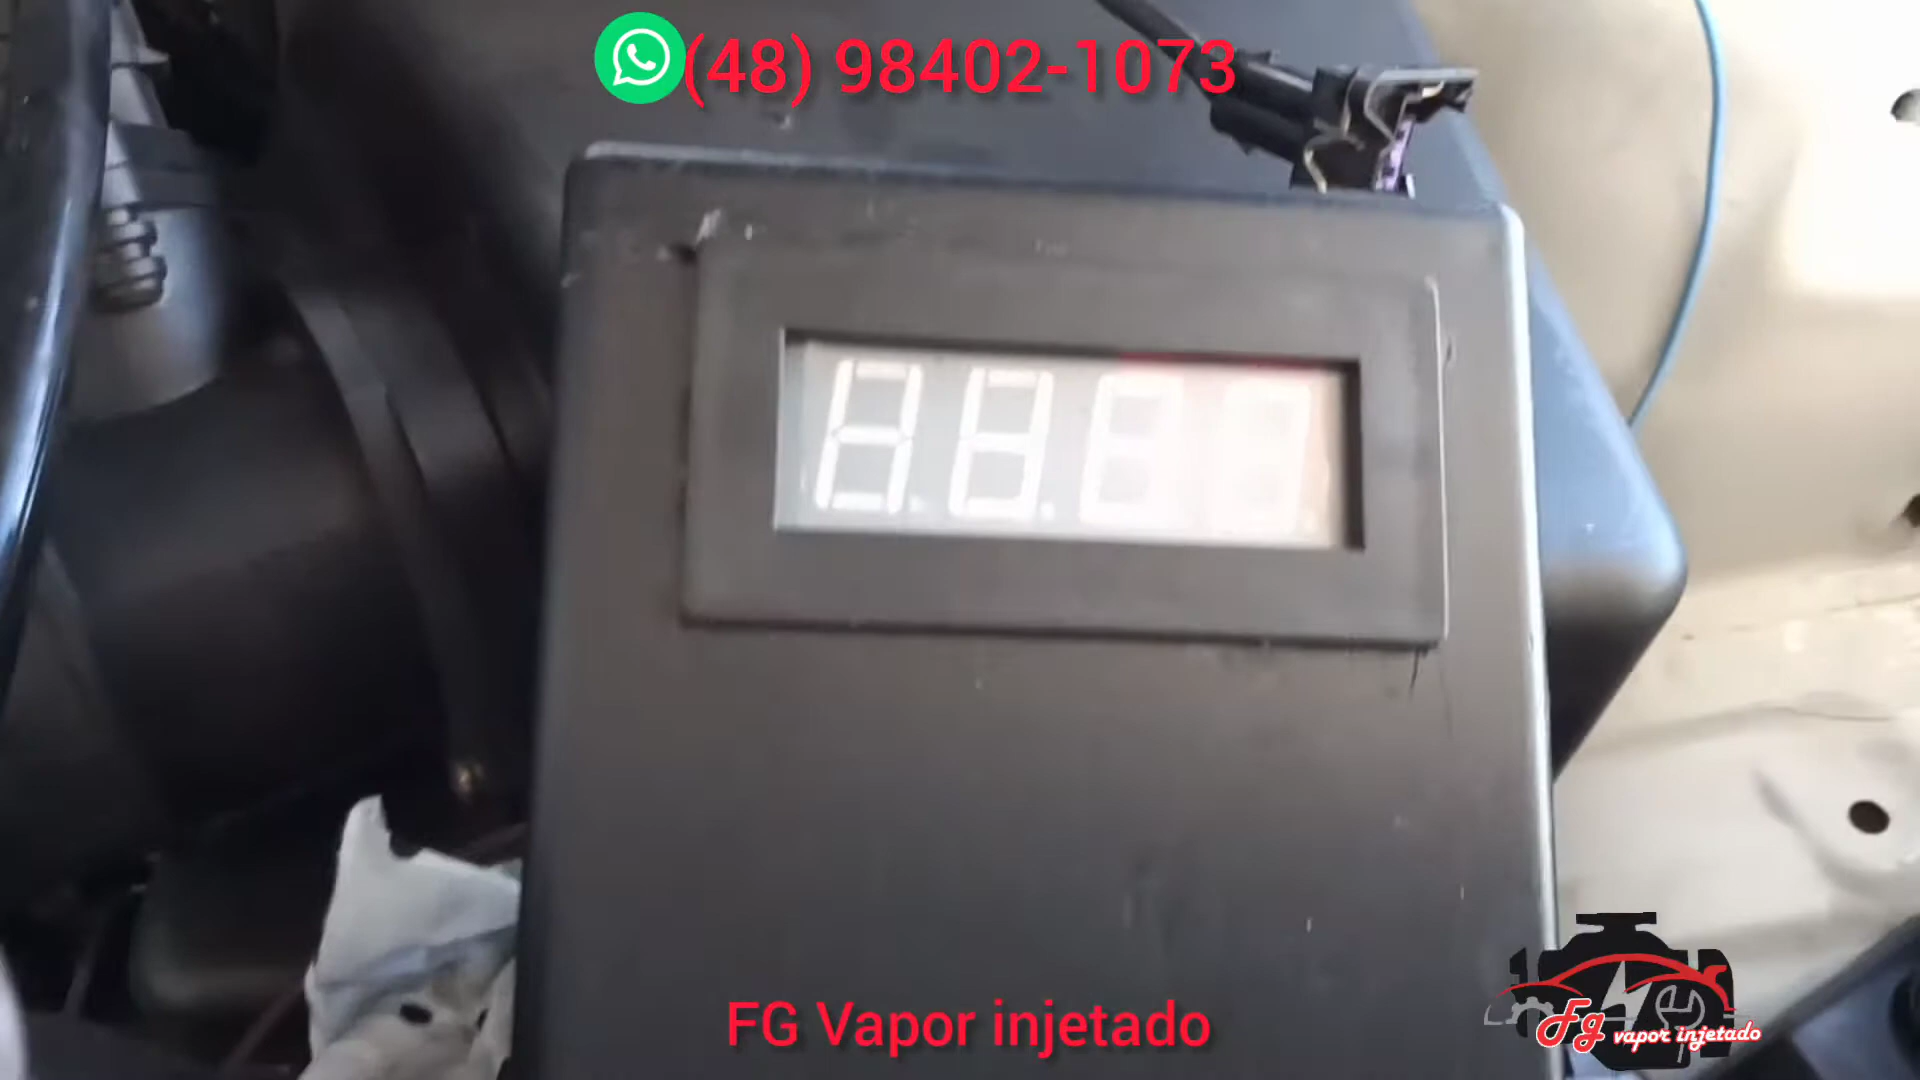 (48) 98402-1073
FG Vapor injetado
Fg vapor injetado